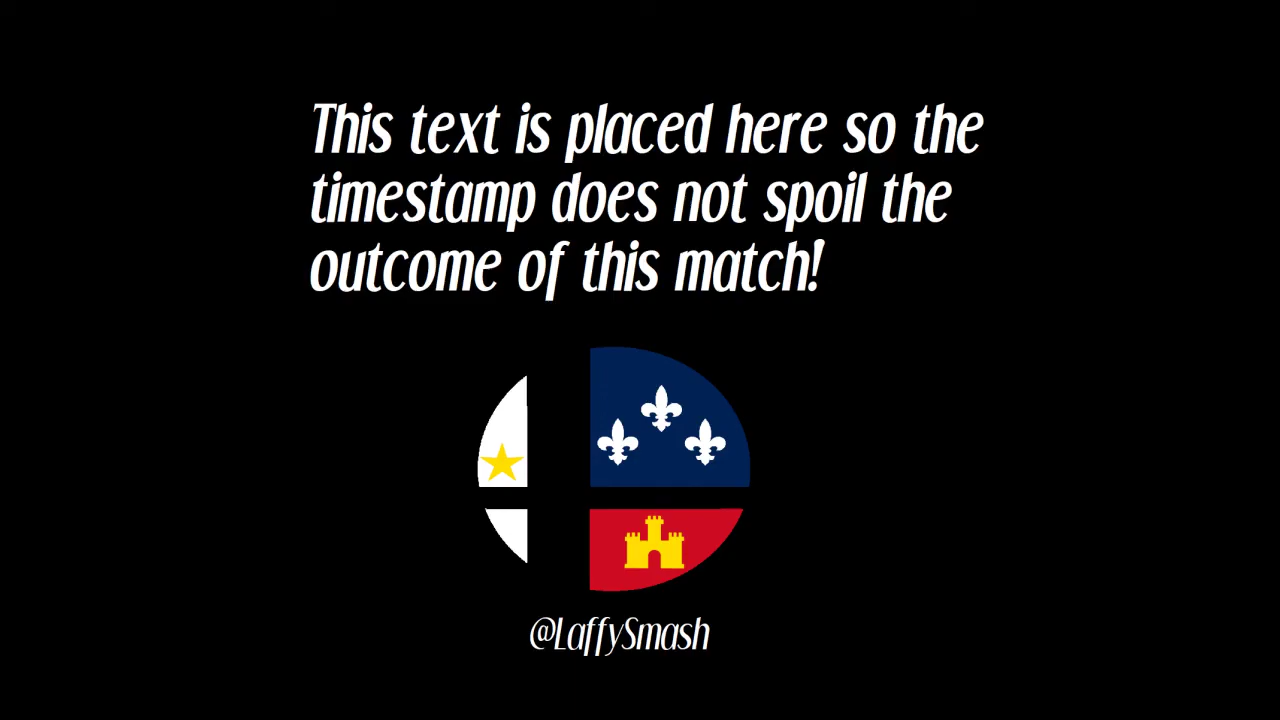 This text is placed here so the
timestamp does not spoil the
outcome of this match!
@LaffySmash